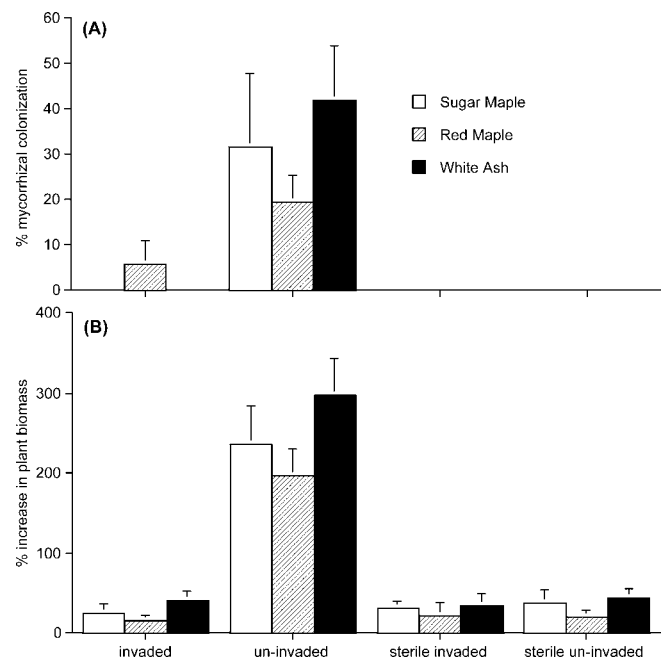 (A)
% mycorrhizal colonization
60
50
40
30
20
10
0
Sugar Maple
Red Maple
White Ash
(B)
% increase in plant biomass
400
300
200
100
0
invaded
un-invaded
sterile invaded
sterile un-invaded